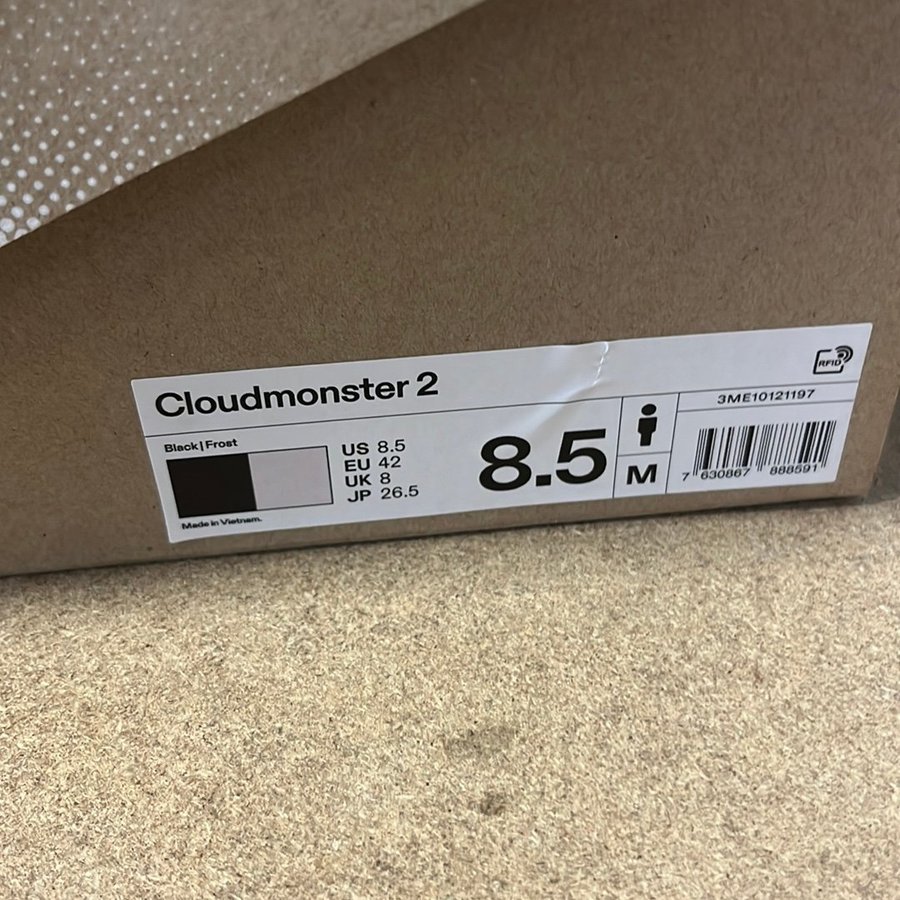 Cloudmonster 2
RFID
Black | Frost
US 8.5
EU 42
UK 8
JP 26.5
Made in Vietnam.
8.5
M
3ME10121197
7 630867 888591